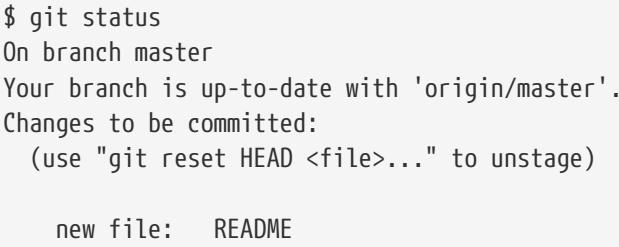 $ git status
On branch master
Your branch is up-to-date with 'origin/master'.
Changes to be committed:
  (use "git reset HEAD <file>..." to unstage)

    new file:   README